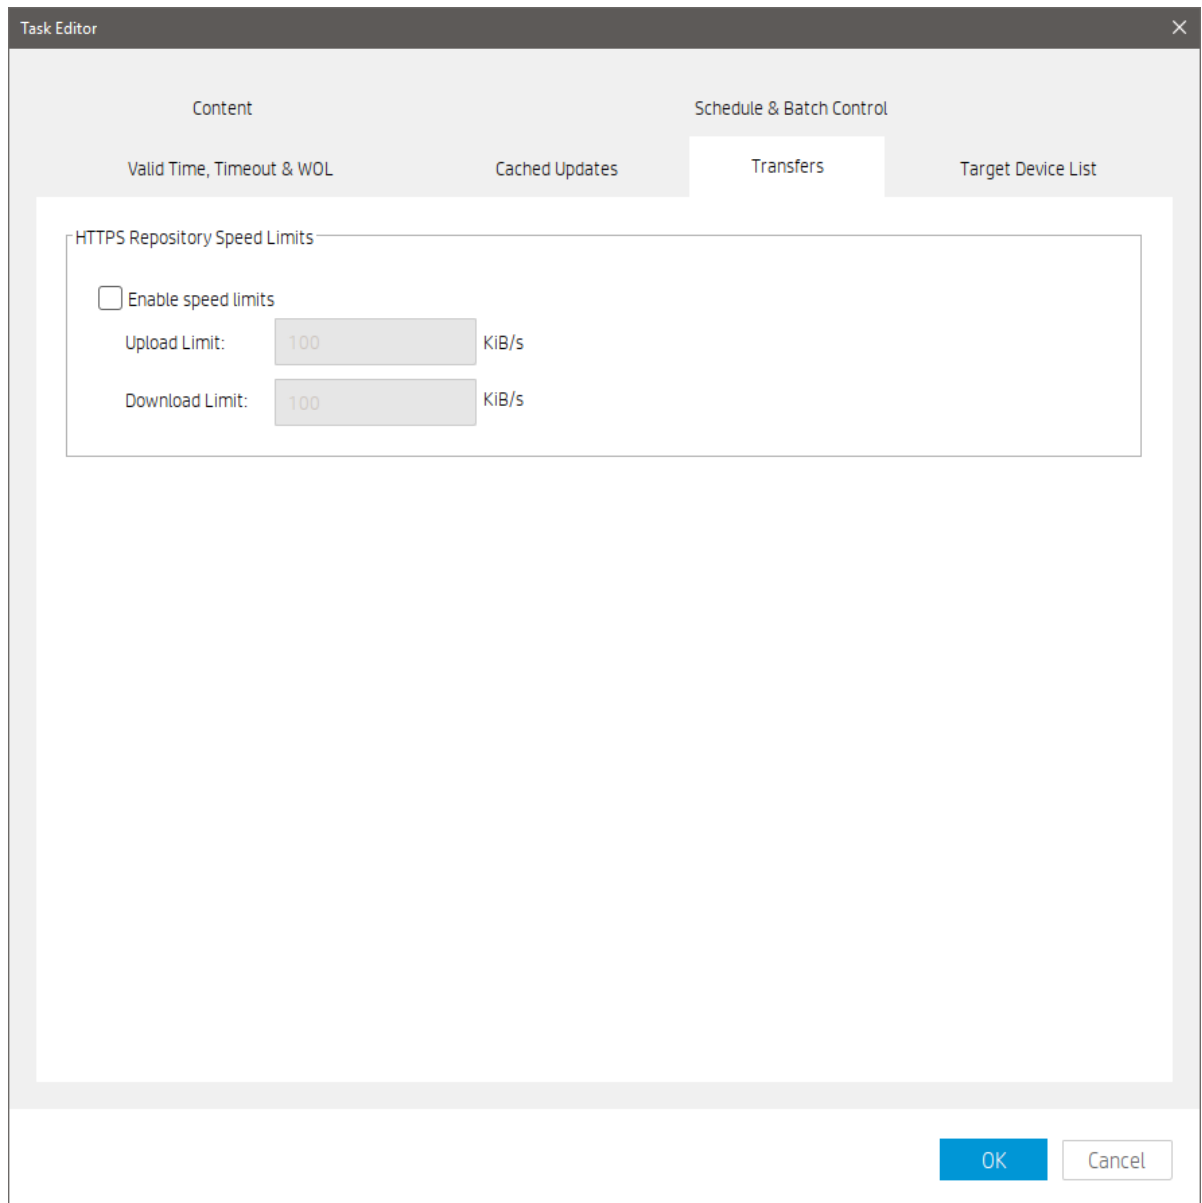 Task Editor
Content
Schedule & Batch Control
Valid Time, Timeout & WOL
Cached Updates
Transfers
Target Device List
HTTPS Repository Speed Limits
Enable speed limits
Upload Limit: 100 KiB/s
Download Limit: 100 KiB/s
OK Cancel